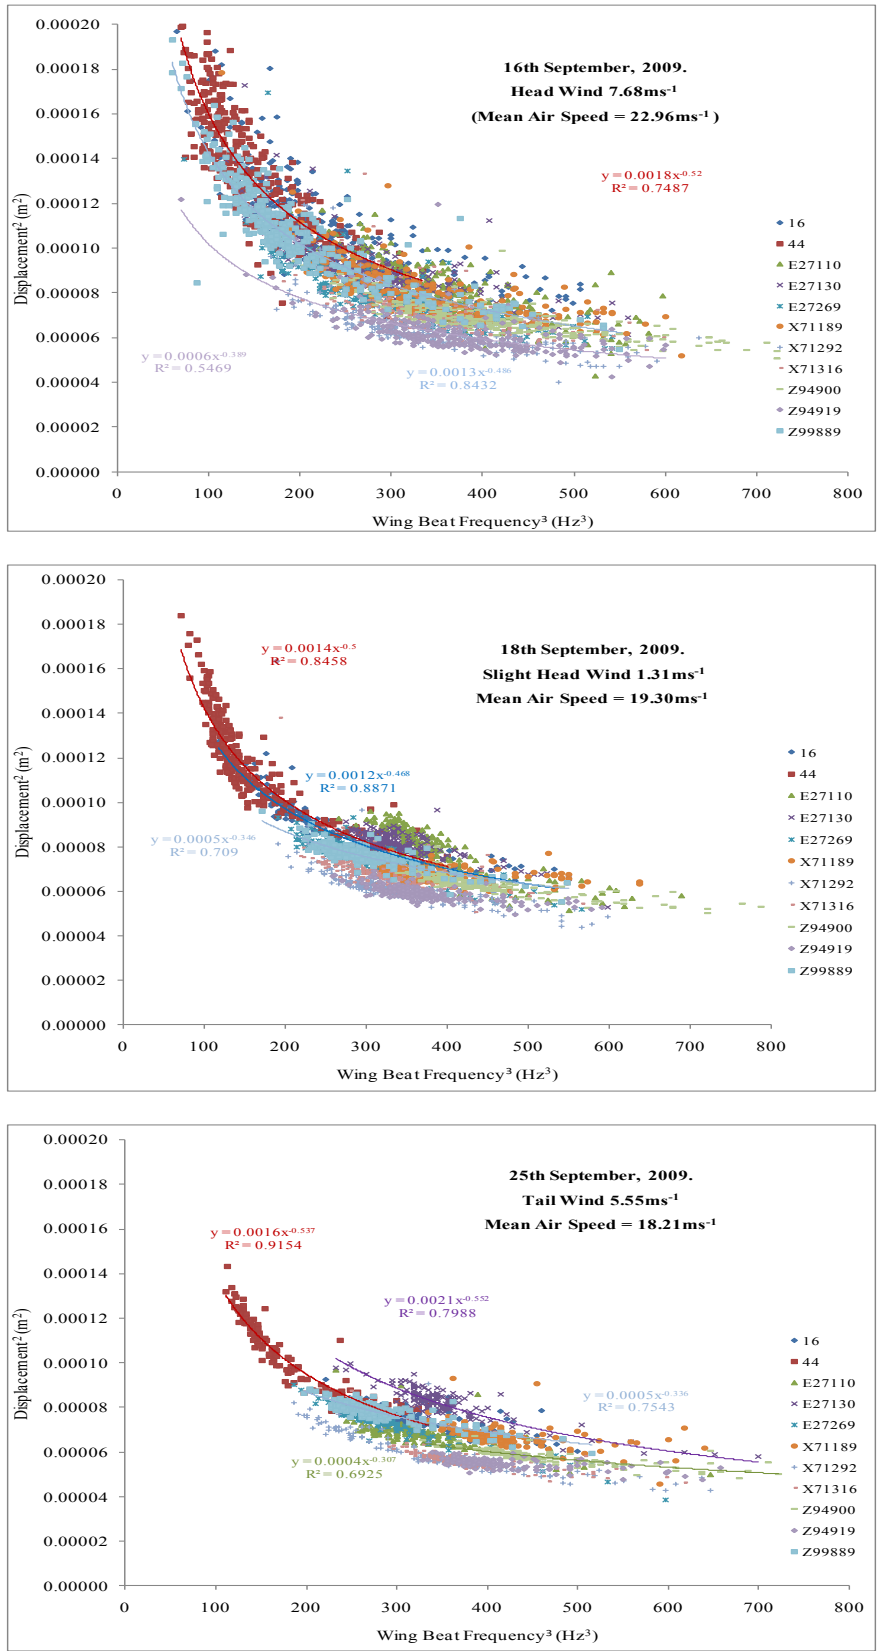 0.00020
0.00018
0.00016
0.00014
0.00012
0.00010
0.00008
0.00006
0.00004
0.00002
0.00000
Displacement² (m²)
16th September, 2009.
Head Wind 7.68ms⁻¹
(Mean Air Speed = 22.96ms⁻¹ )
y = 0.0018x⁻⁰·⁵²
R² = 0.7487
y = 0.0006x⁻⁰·³⁸⁹
R² = 0.5469
y = 0.0013x⁻⁰·⁴⁸⁶
R² = 0.8432
16
44
E27110
E27130
E27269
X71189
X71292
X71316
Z94900
Z94919
Z99889
0 100 200 300 400 500 600 700 800
Wing Beat Frequency³ (Hz³)
0.00020
0.00018
0.00016
0.00014
0.00012
0.00010
0.00008
0.00006
0.00004
0.00002
0.00000
Displacement² (m²)
18th September, 2009.
Slight Head Wind 1.31ms⁻¹
Mean Air Speed = 19.30ms⁻¹
y = 0.0014x⁻⁰·⁵
R² = 0.8458
y = 0.0012x⁻⁰·⁴⁶⁸
R² = 0.8871
y = 0.0005x⁻⁰·³⁴⁶
R² = 0.709
16
44
E27110
E27130
E27269
X71189
X71292
X71316
Z94900
Z94919
Z99889
0 100 200 300 400 500 600 700 800
Wing Beat Frequency³ (Hz³)
0.00020
0.00018
0.00016
0.00014
0.00012
0.00010
0.00008
0.00006
0.00004
0.00002
0.00000
Displacement² (m²)
25th September, 2009.
Tail Wind 5.55ms⁻¹
Mean Air Speed = 18.21ms⁻¹
y = 0.0016x⁻⁰·⁵³⁷
R² = 0.9154
y = 0.0021x⁻⁰·⁵⁵²
R² = 0.7988
y = 0.0005x⁻⁰·³³⁶
R² = 0.7543
y = 0.0004x⁻⁰·³⁰⁷
R² = 0.6925
16
44
E27110
E27130
E27269
X71189
X71292
X71316
Z94900
Z94919
Z99889
0 100 200 300 400 500 600 700 800
Wing Beat Frequency³ (Hz³)